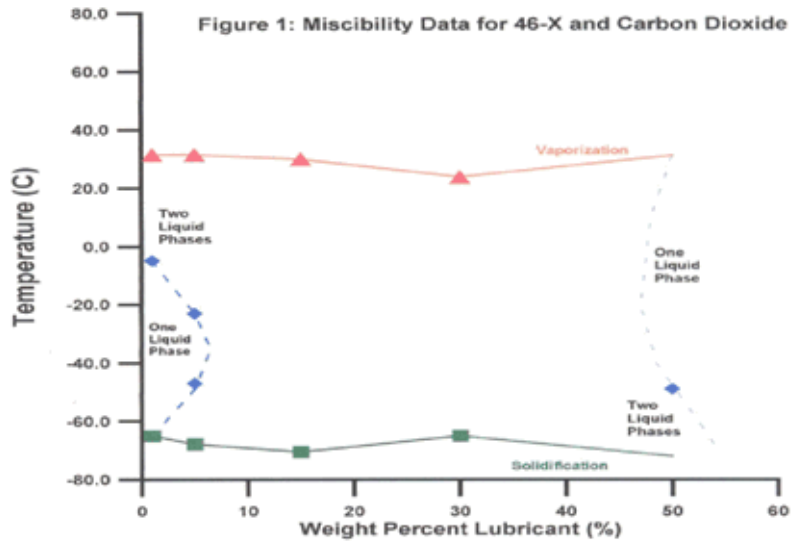 Figure 1: Miscibility Data for 46-X and Carbon Dioxide
80.0
60.0
40.0
20.0
0.0
-20.0
-40.0
-60.0
-80.0
Temperature (C)
Vaporization
Two
Liquid
Phases
One
Liquid
Phase
One
Liquid
Phases
Two
Liquid
Phases
Solidification
0
10
20
30
40
50
60
Weight Percent Lubricant (%)